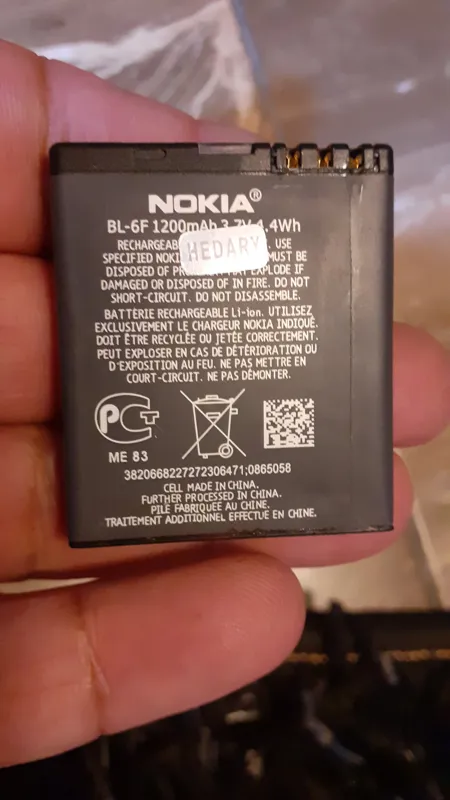 NOKIA®
BL-6F 1200mAh 3.7V 4.4Wh
RECHARGEABLE USE
HEDARY
SPECIFIED NOKI MUST BE
DISPOSED OF PR MAY EXPLODE IF
DAMAGED OR DISPOSED OF IN FIRE. DO NOT
SHORT-CIRCUIT. DO NOT DISASSEMBLE.
BATTERIE RECHARGEABLE Li-ion. UTILISEZ
EXCLUSIVEMENT LE CHARGEUR NOKIA INDIQUÉ.
DOIT ÊTRE RECYCLÉE OU JETÉE CORRECTEMENT.
PEUT EXPLOSER EN CAS DE DÉTÉRIORATION OU
D'EXPOSITION AU FEU. NE PAS METTRE EN
COURT-CIRCUIT. NE PAS DÉMONTER.
РСТ
ME 83
3820668227272306471;0865058
CELL MADE IN CHINA.
FURTHER PROCESSED IN CHINA.
PILE FABRIQUÉE AU CHINE.
TRAITEMENT ADDITIONNEL EFFECTUE EN CHINE.